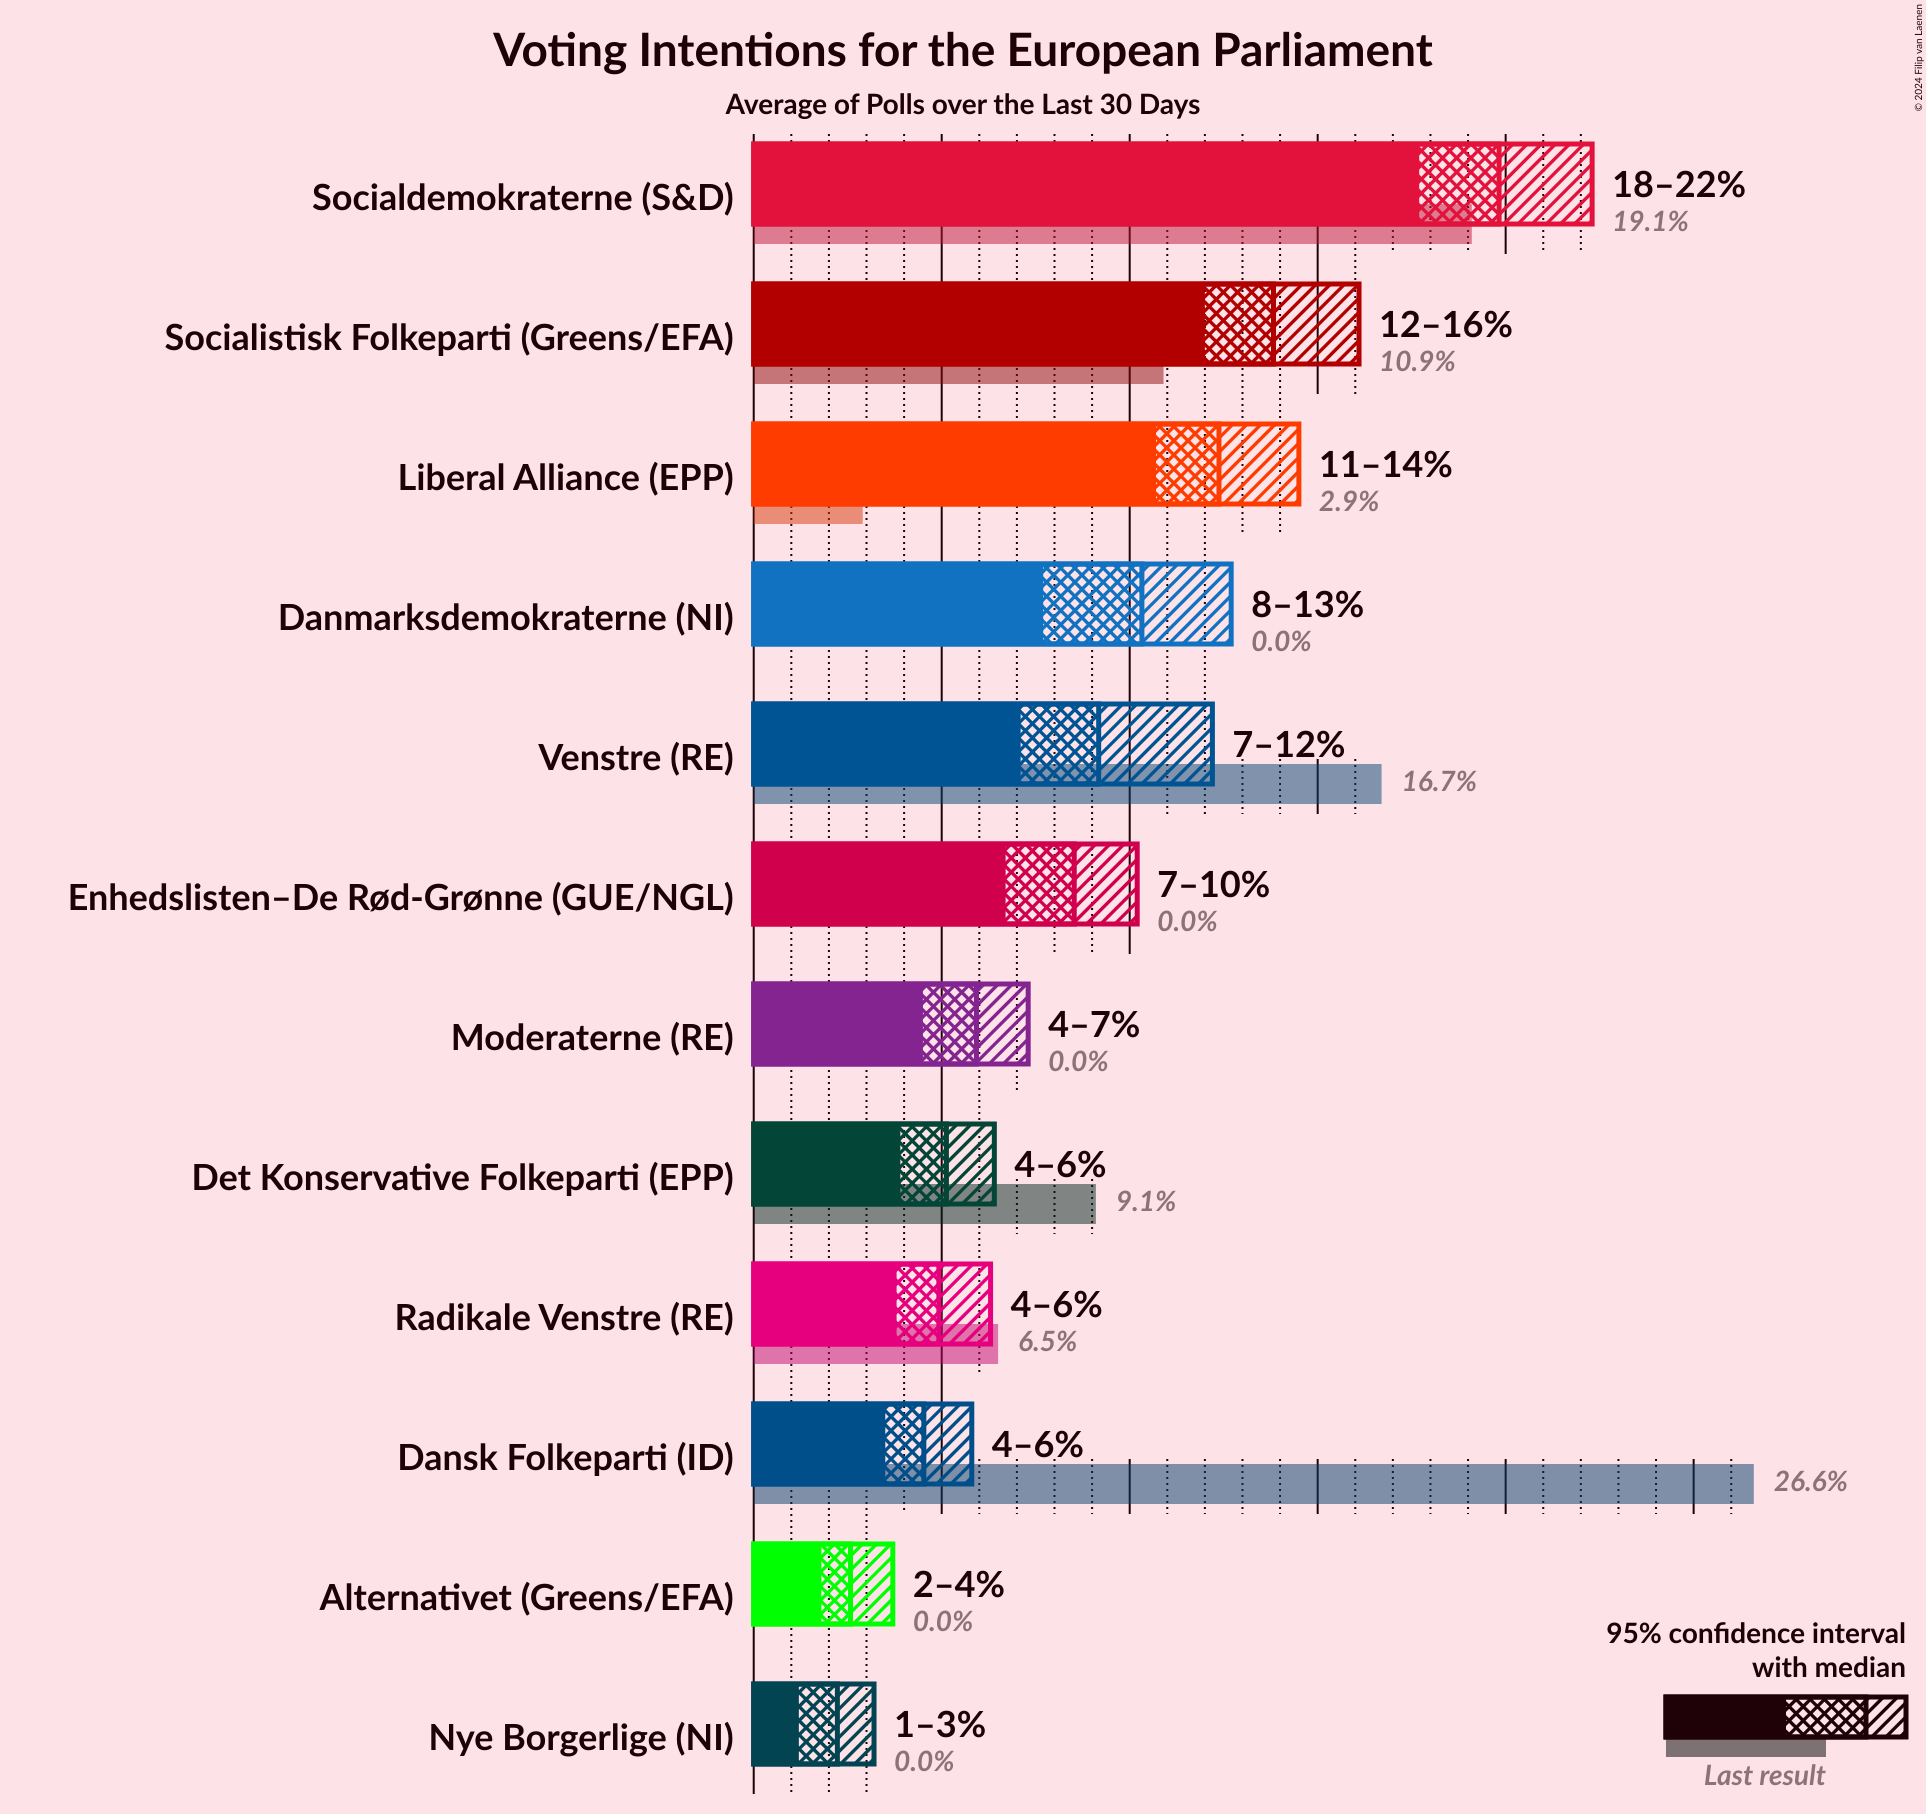 Voting Intentions for the European Parliament
Average of Polls over the Last 30 Days
© 2024 Filip van Laenen
Socialdemokraterne (S&D)
18–22%
19.1%
Socialistisk Folkeparti (Greens/EFA)
12–16%
10.9%
Liberal Alliance (EPP)
11–14%
2.9%
Danmarksdemokraterne (NI)
8–13%
0.0%
Venstre (RE)
7–12%
16.7%
Enhedslisten–De Rød-Grønne (GUE/NGL)
7–10%
0.0%
Moderaterne (RE)
4–7%
0.0%
Det Konservative Folkeparti (EPP)
4–6%
9.1%
Radikale Venstre (RE)
4–6%
6.5%
Dansk Folkeparti (ID)
4–6%
26.6%
Alternativet (Greens/EFA)
2–4%
0.0%
Nye Borgerlige (NI)
1–3%
0.0%
95% confidence interval
with median
Last result